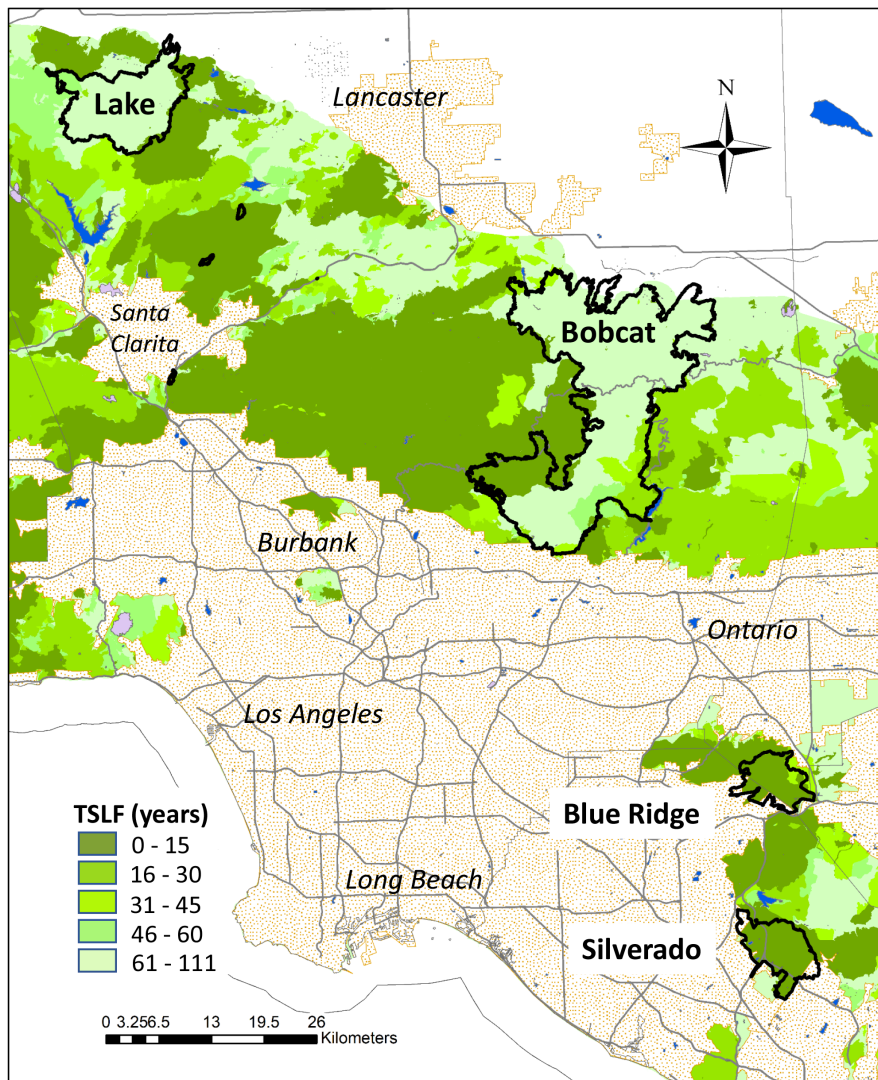 Lake
Lancaster
N
Santa
Clarita
Bobcat
Burbank
Ontario
Los Angeles
Blue Ridge
TSLF (years)
0 - 15
16 - 30
31 - 45
46 - 60
61 - 111
Long Beach
Silverado
0 3.256.5 13 19.5 26
Kilometers